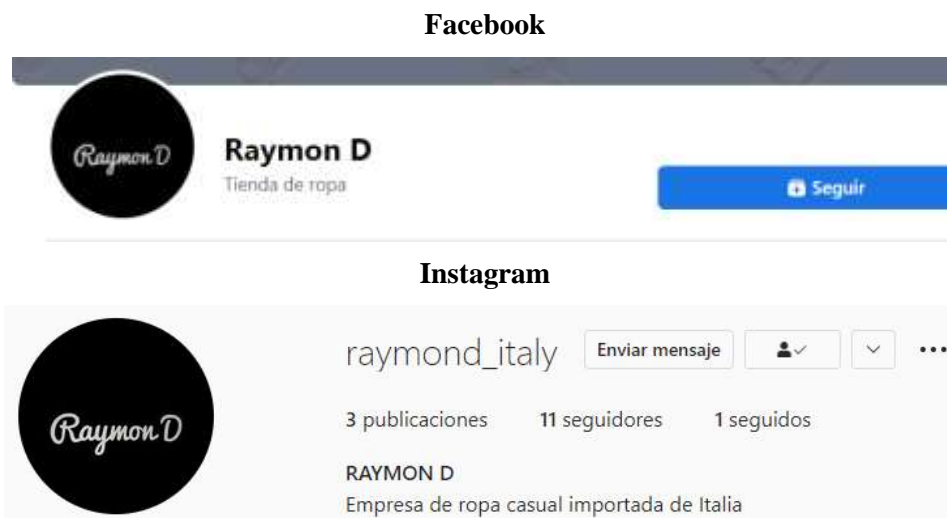 Facebook
Raymon D
Raymon D
Tienda de ropa
Seguir
Instagram
raymond_italy Enviar mensaje
Raymon D
3 publicaciones 11 seguidores 1 seguidos
RAYMON D
Empresa de ropa casual importada de Italia